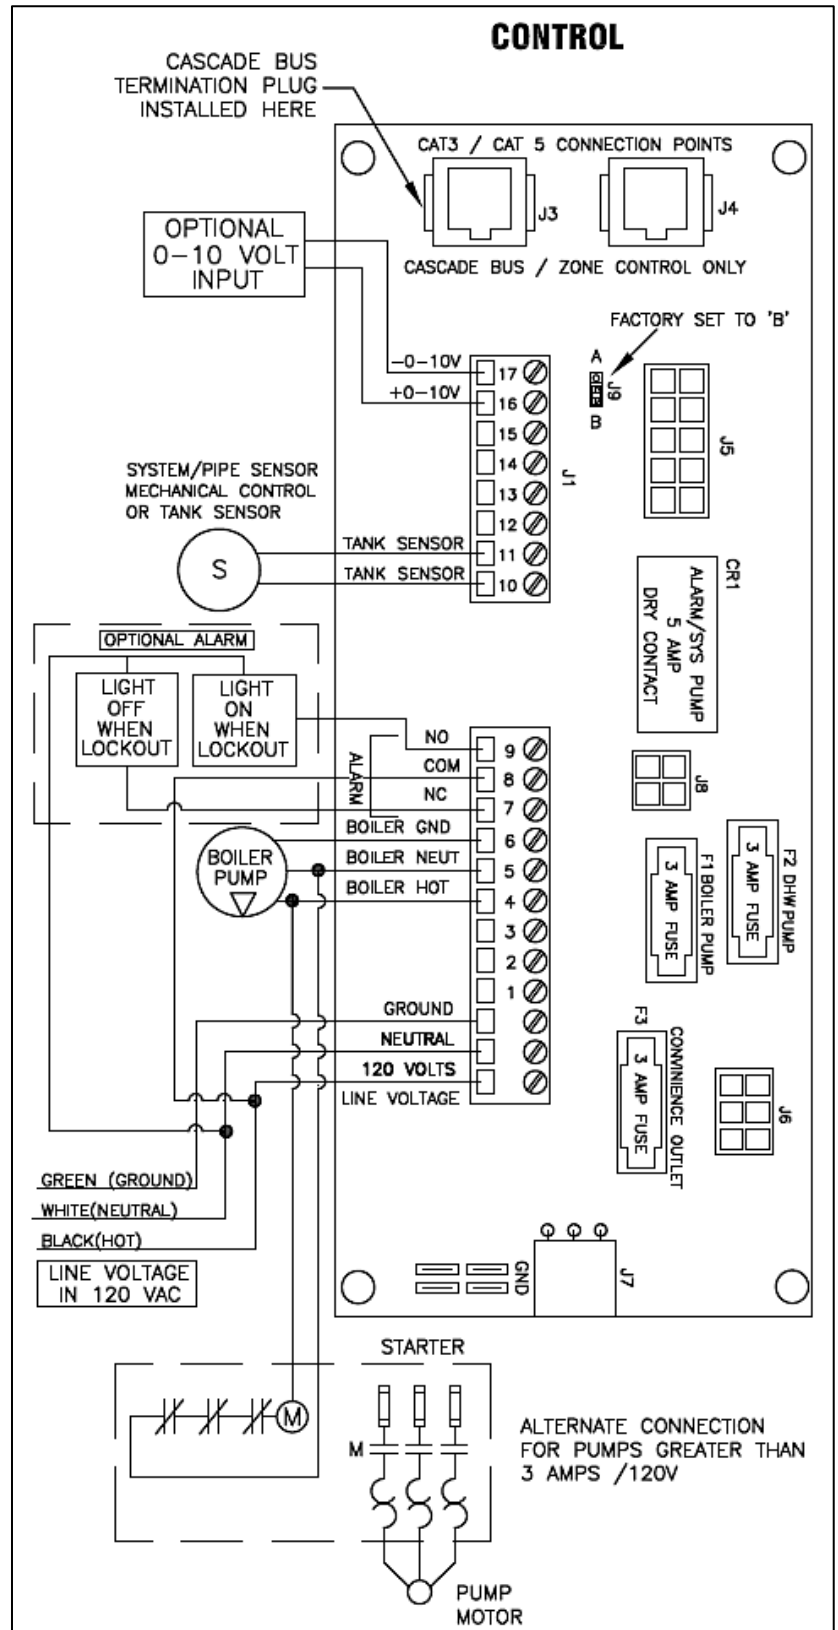 CONTROL
CASCADE BUS
TERMINATION PLUG
INSTALLED HERE
CAT3 / CAT 5 CONNECTION POINTS
J3
J4
CASCADE BUS / ZONE CONTROL ONLY
OPTIONAL
0-10 VOLT
INPUT
FACTORY SET TO 'B'
A
J9
B
-0-10V
17
+0-10V
16
15
14
13
12
TANK SENSOR
11
TANK SENSOR
10
J1
J5
SYSTEM/PIPE SENSOR
MECHANICAL CONTROL
OR TANK SENSOR
S
CR1
ALARM/SYS PUMP
5 AMP
DRY CONTACT
OPTIONAL ALARM
LIGHT
OFF
WHEN
LOCKOUT
LIGHT
ON
WHEN
LOCKOUT
ALARM
NO
9
COM
8
NC
7
BOILER GND
6
BOILER NEUT
5
BOILER HOT
4
3
2
1
GROUND
NEUTRAL
120 VOLTS
LINE VOLTAGE
BOILER
PUMP
J8
F1 BOILER PUMP
3 AMP FUSE
F2 DHW PUMP
3 AMP FUSE
F3
CONVINIENCE OUTLET
3 AMP FUSE
J6
GREEN (GROUND)
WHITE(NEUTRAL)
BLACK(HOT)
LINE VOLTAGE
IN 120 VAC
GND
J7
STARTER
M
M
ALTERNATE CONNECTION
FOR PUMPS GREATER THAN
3 AMPS /120V
PUMP
MOTOR